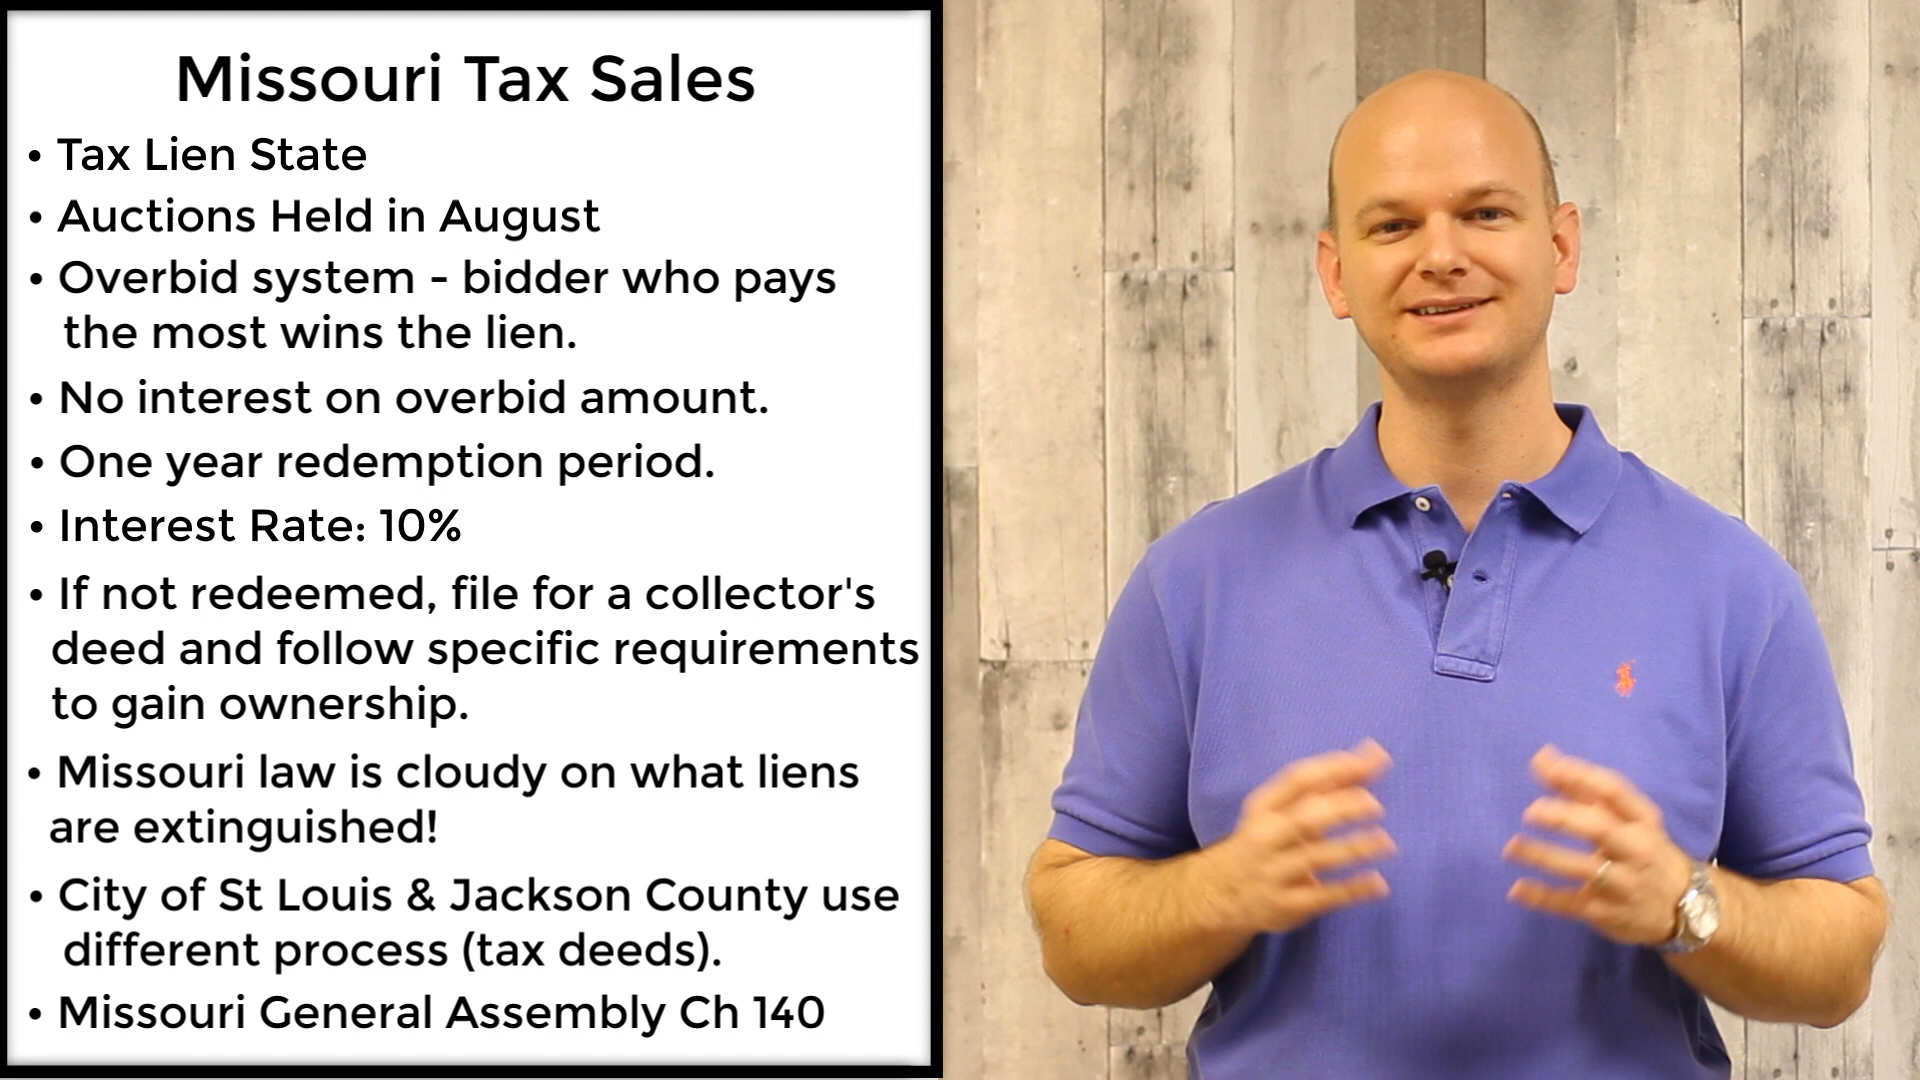 Missouri Tax Sales
• Tax Lien State
• Auctions Held in August
• Overbid system - bidder who pays
the most wins the lien.
• No interest on overbid amount.
• One year redemption period.
• Interest Rate: 10%
• If not redeemed, file for a collector's
deed and follow specific requirements
to gain ownership.
• Missouri law is cloudy on what liens
are extinguished!
• City of St Louis & Jackson County use
different process (tax deeds).
• Missouri General Assembly Ch 140